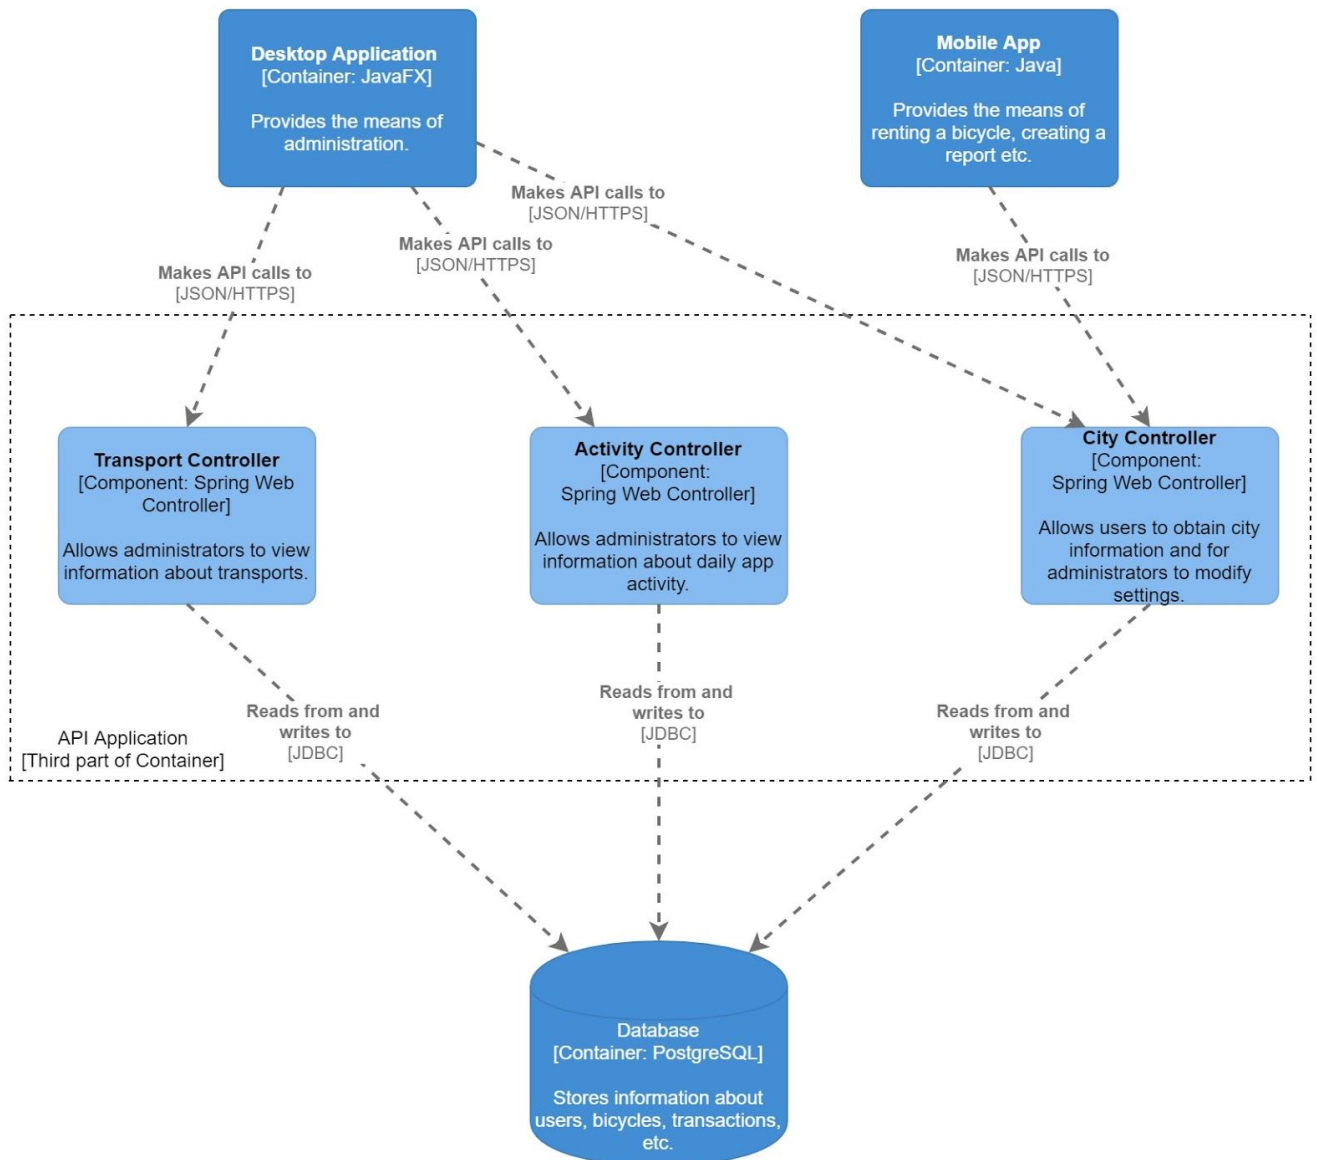 Desktop Application
[Container: JavaFX]
Provides the means of
administration.
Mobile App
[Container: Java]
Provides the means of
renting a bicycle, creating a
report etc.
Makes API calls to
[JSON/HTTPS]
Makes API calls to
[JSON/HTTPS]
Makes API calls to
[JSON/HTTPS]
Makes API calls to
[JSON/HTTPS]
Transport Controller
[Component: Spring Web
Controller]
Allows administrators to view
information about transports.
Activity Controller
[Component:
Spring Web Controller]
Allows administrators to view
information about daily app
activity.
City Controller
[Component:
Spring Web Controller]
Allows users to obtain city
information and for
administrators to modify
settings.
Reads from and
writes to
[JDBC]
Reads from and
writes to
[JDBC]
Reads from and
writes to
[JDBC]
API Application
[Third part of Container]
Database
[Container: PostgreSQL]
Stores information about
users, bicycles, transactions,
etc.